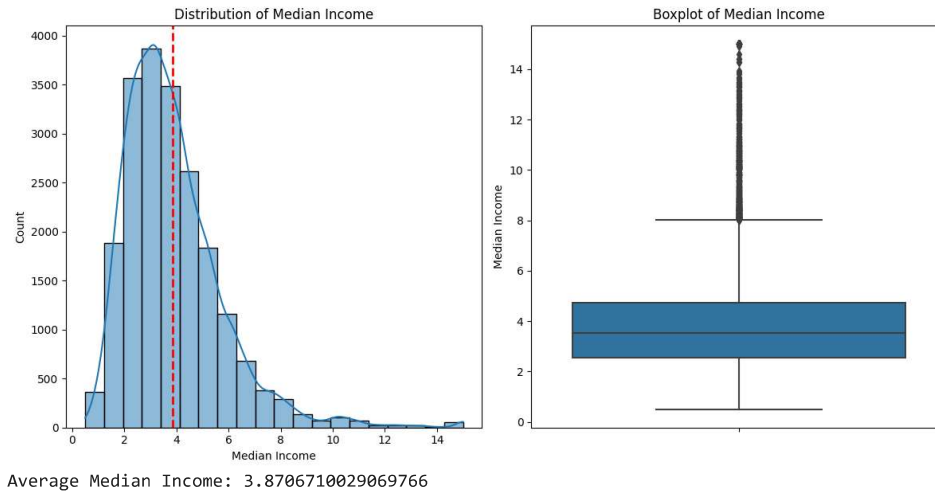 Distribution of Median Income
Boxplot of Median Income
4000
3500
3000
2500
2000
1500
1000
500
0
Count
0 2 4 6 8 10 12 14
Median Income
14
12
10
8
6
4
2
0
Median Income
Average Median Income: 3.8706710029069766